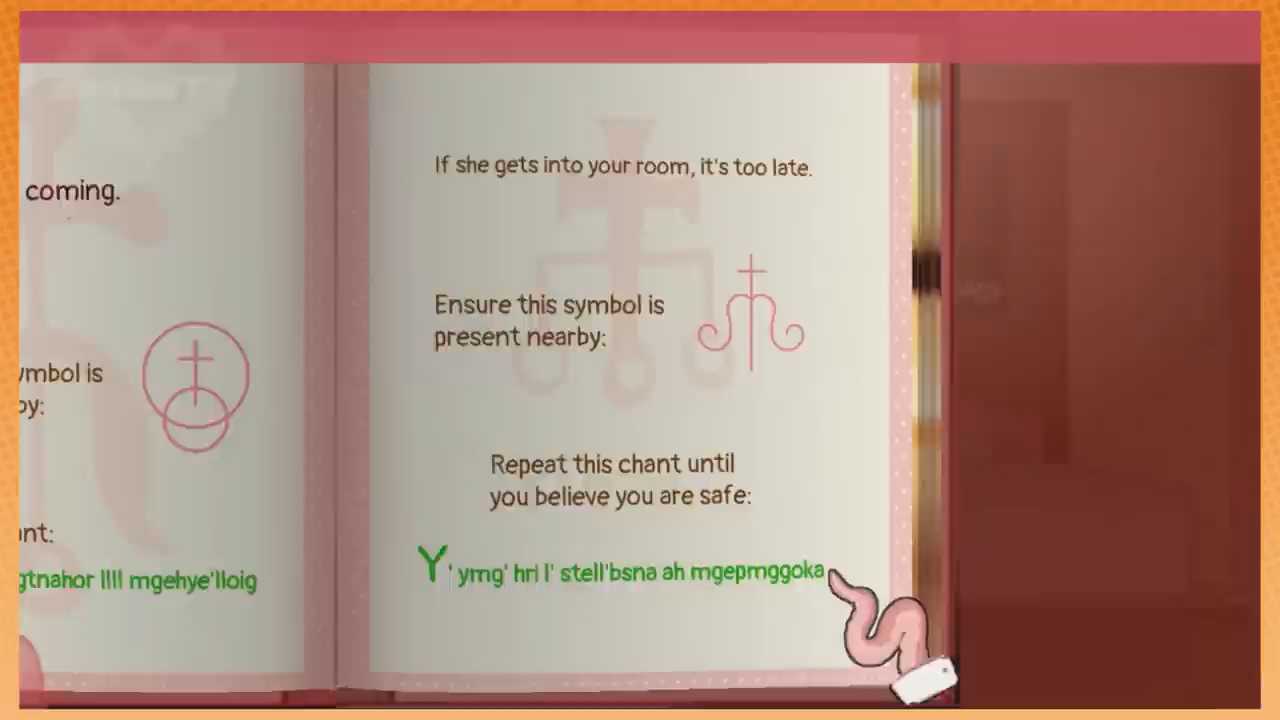 coming.
ymbol is
by:
nt:
gtnahor llll mgehye'lloig
If she gets into your room, it's too late.
Ensure this symbol is
present nearby:
Repeat this chant until
you believe you are safe:
Y' ymg' hri l' stell'bsna ah mgepmggoka